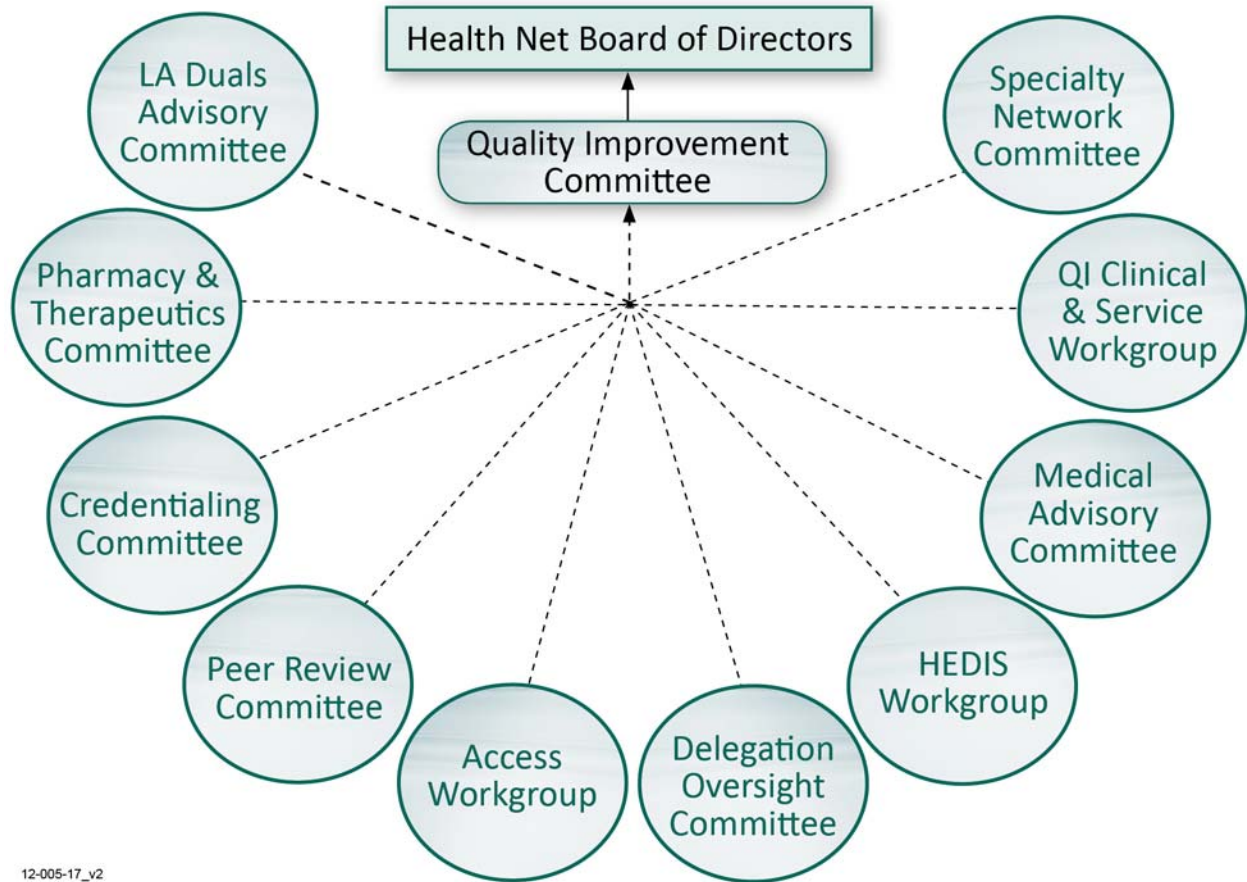 Health Net Board of Directors
Quality Improvement
Committee
LA Duals
Advisory
Committee
Specialty
Network
Committee
Pharmacy &
Therapeutics
Committee
QI Clinical
& Service
Workgroup
Credentialing
Committee
Medical
Advisory
Committee
Peer Review
Committee
HEDIS
Workgroup
Access
Workgroup
Delegation
Oversight
Committee
12-005-17_v2